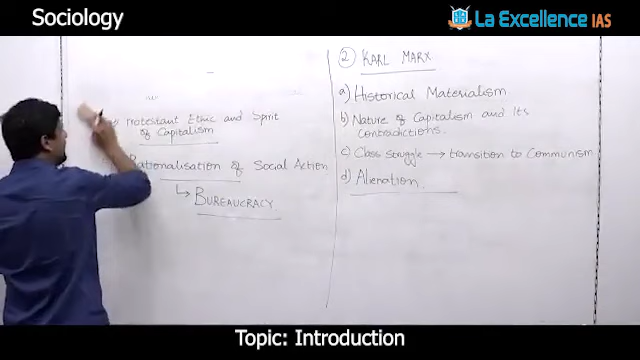 Sociology
La Excellence IAS
Protestant Ethic and Spirit
of Capitalism
Rationalisation of Social Action
↳ BUREAUCRACY
2 KARL MARX
a) Historical Materialism
b) Nature of Capitalism and Its
Contradictions.
c) Class struggle → transition to Communism
d) Alienation.
Topic: Introduction